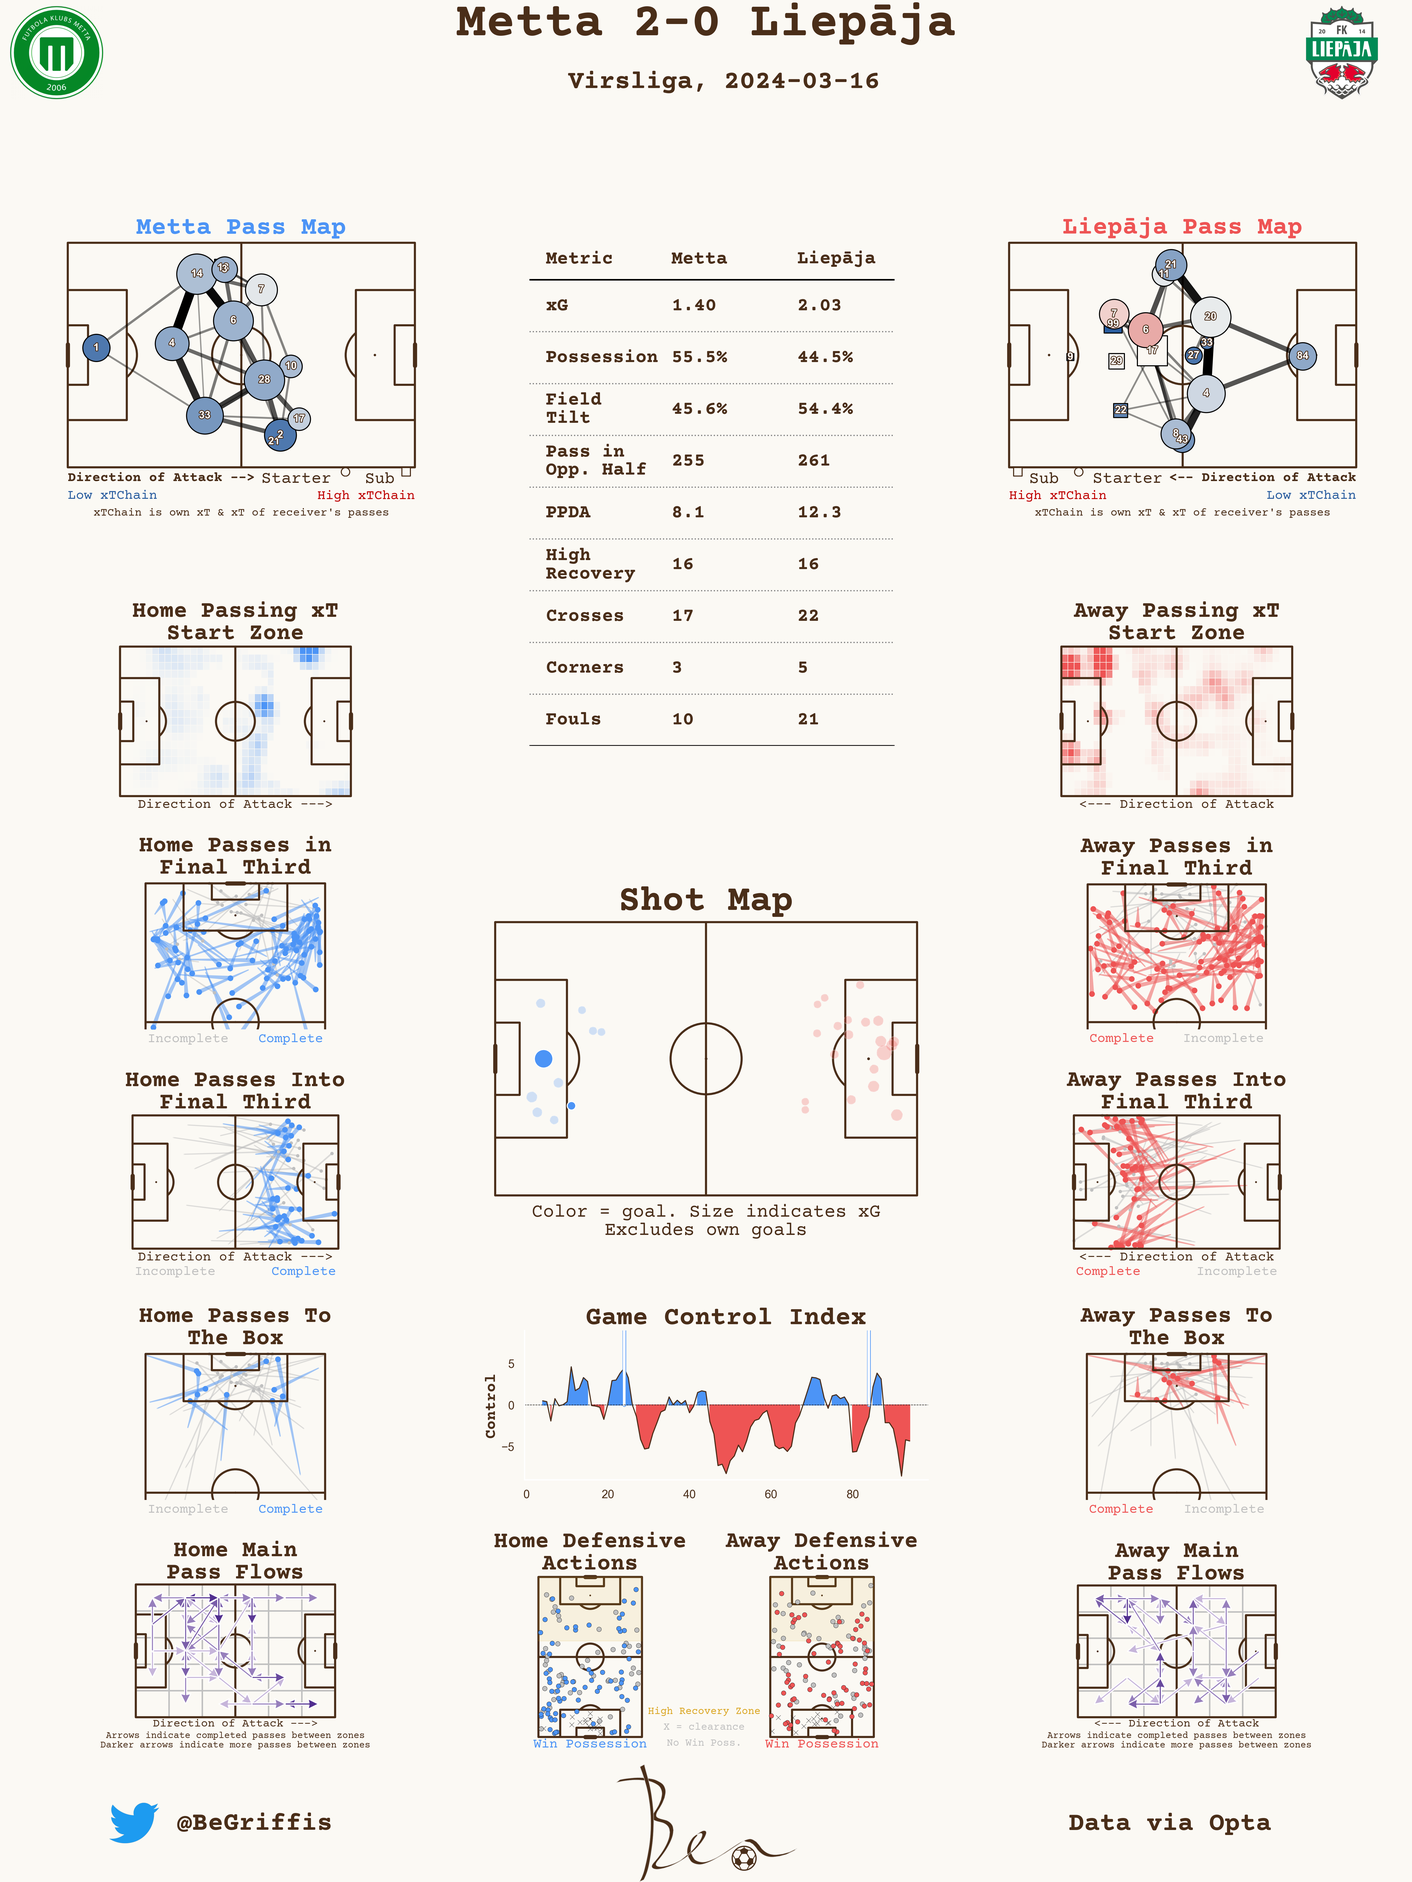 Metta 2-0 Liepāja
Virsliga, 2024-03-16
FUTBOLA KLUBS METTA
2006
20 FK 14
LIEPĀJA
Metta Pass Map
14
13
7
6
4
1
10
28
33
17
2
21
Direction of Attack --> Starter Sub
Low xTChain High xTChain
xTChain is own xT & xT of receiver's passes
Metric Metta Liepāja
xG 1.40 2.03
Possession 55.5% 44.5%
Field
Tilt 45.6% 54.4%
Pass in
Opp. Half 255 261
PPDA 8.1 12.3
High
Recovery 16 16
Crosses 17 22
Corners 3 5
Fouls 10 21
Liepāja Pass Map
21
11
7
99
6
20
33
17
27
9
29
84
4
22
8
43
Sub Starter <-- Direction of Attack
High xTChain Low xTChain
xTChain is own xT & xT of receiver's passes
Home Passing xT
Start Zone
Direction of Attack --->
Away Passing xT
Start Zone
<--- Direction of Attack
Home Passes in
Final Third
Incomplete Complete
Away Passes in
Final Third
Complete Incomplete
Shot Map
Color = goal. Size indicates xG
Excludes own goals
Home Passes Into
Final Third
Direction of Attack --->
Incomplete Complete
Away Passes Into
Final Third
<--- Direction of Attack
Complete Incomplete
Home Passes To
The Box
Incomplete Complete
Game Control Index
Control
5
0
−5
0 20 40 60 80
Away Passes To
The Box
Complete Incomplete
Home Main
Pass Flows
Direction of Attack --->
Arrows indicate completed passes between zones
Darker arrows indicate more passes between zones
Home Defensive
Actions
Win Possession
Away Defensive
Actions
Win Possession
High Recovery Zone
X = clearance
No Win Poss.
Away Main
Pass Flows
<--- Direction of Attack
Arrows indicate completed passes between zones
Darker arrows indicate more passes between zones
@BeGriffis
Ben
Data via Opta